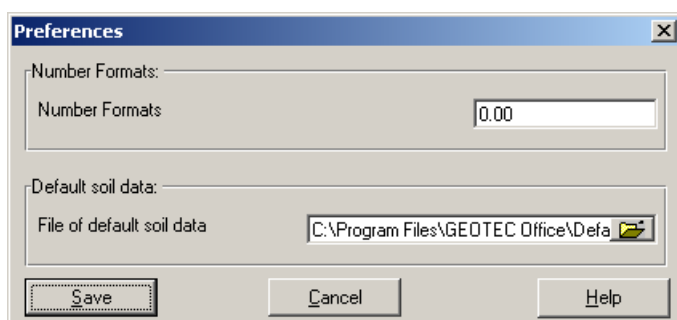 Preferences
Number Formats:
Number Formats 0.00
Default soil data:
File of default soil data C:\Program Files\GEOTEC Office\Defa
Save Cancel Help